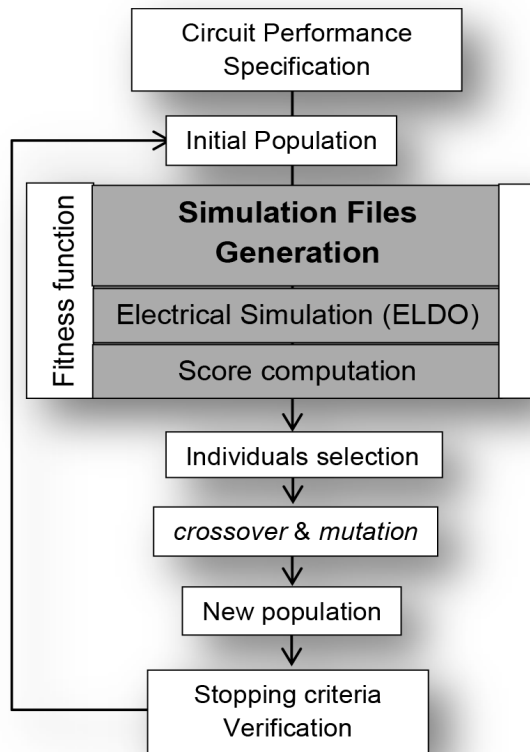 Circuit Performance
Specification
Initial Population
Fitness function
Simulation Files
Generation
Electrical Simulation (ELDO)
Score computation
Individuals selection
crossover & mutation
New population
Stopping criteria
Verification